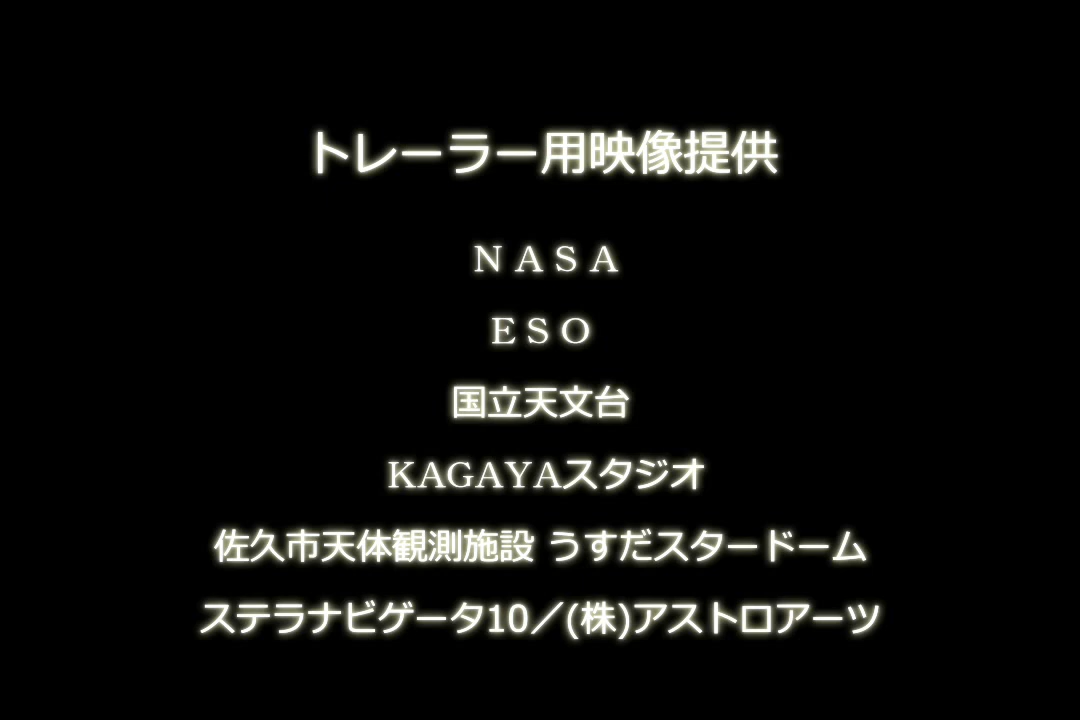 トレーラー用映像提供
ＮＡＳＡ
ＥＳＯ
国立天文台
KAGAYAスタジオ
佐久市天体観測施設 うすだスタードーム
ステラナビゲータ10／(株)アストロアーツ